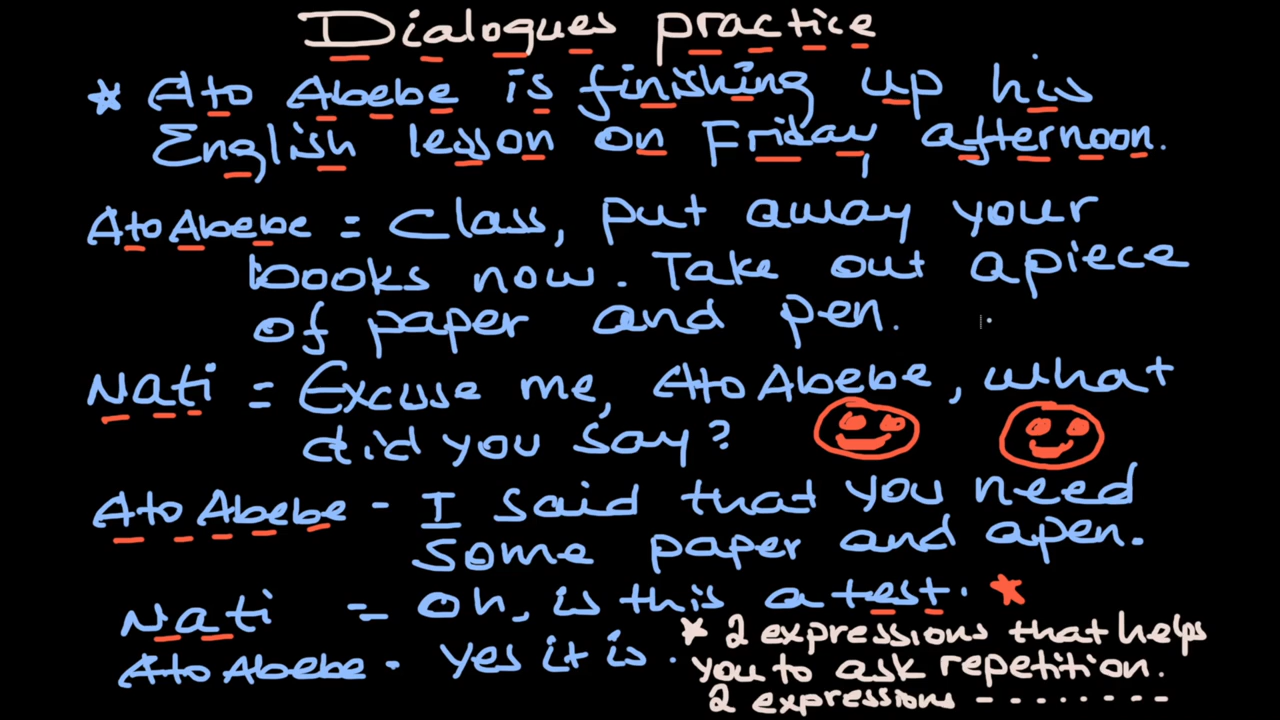 Dialogues practice
* Ato Abebe is finishing up his
English lesson on Friday afternoon.
Ato Abebe = Class, put away your
books now. Take out apiece
of paper and pen.
Nati = Excuse me, Ato Abebe, what
did you say?
Ato Abebe - I said that you need
some paper and apen.
Nati = Oh, is this a test.
Ato Abebe - Yes it is.
* 2 expressions that helps
you to ask repetition.
2 expressions - - - - - - - -